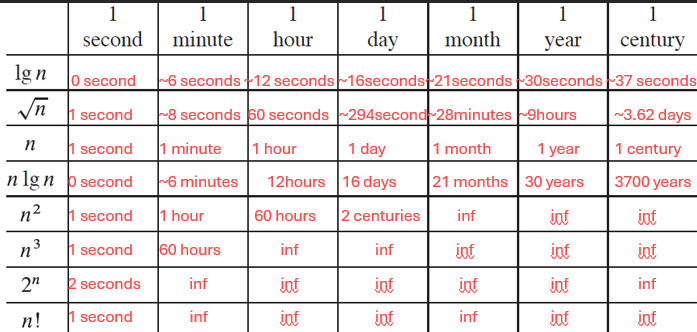 1 1 1 1 1 1 1
second minute hour day month year century
lg n 0 second ~6 seconds ~12 seconds ~16seconds ~21seconds ~30seconds ~37 seconds
√n 1 second ~8 seconds 60 seconds ~294second ~28minutes ~9hours ~3.62 days
n 1 second 1 minute 1 hour 1 day 1 month 1 year 1 century
n lg n 0 second ~6 minutes 12hours 16 days 21 months 30 years 3700 years
n² 1 second 1 hour 60 hours 2 centuries inf inf inf
n³ 1 second 60 hours inf inf inf inf inf
2ⁿ 2 seconds inf inf inf inf inf inf
n! 1 second inf inf inf inf inf inf